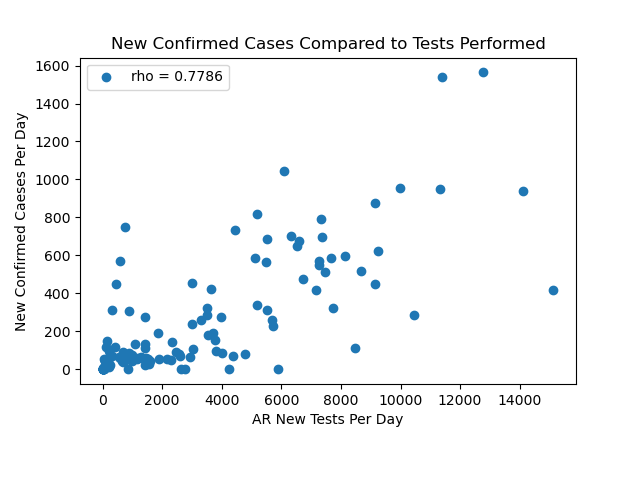 New Confirmed Cases Compared to Tests Performed
rho = 0.7786
1600
1400
1200
1000
800
600
400
200
0
New Confirmed Caeses Per Day
0 2000 4000 6000 8000 10000 12000 14000
AR New Tests Per Day